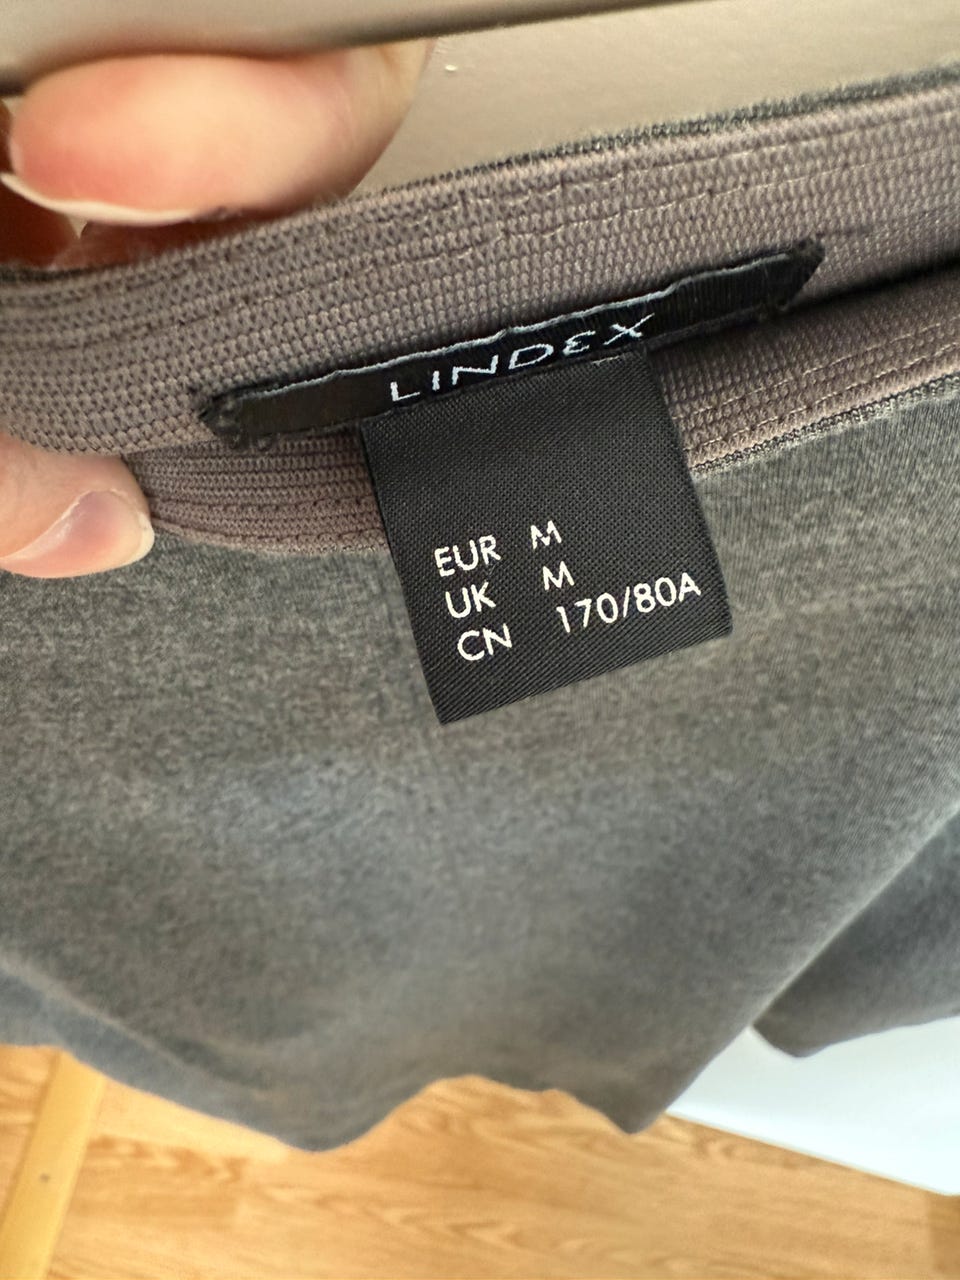 LINDEX
EUR M
UK M
CN 170/80A